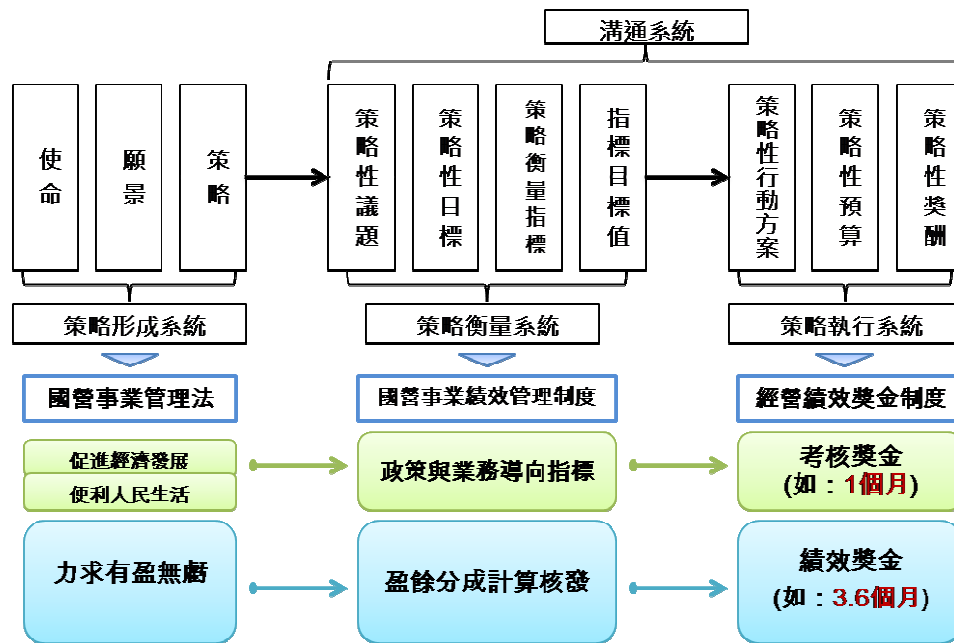 溝通系統
使命
願景
策略
策略性議題
策略性目標
策略衡量指標
指標目標值
策略性行動方案
策略性預算
策略性獎酬
策略形成系統
策略衡量系統
策略執行系統
國營事業管理法
國營事業績效管理制度
經營績效獎金制度
促進經濟發展
便利人民生活
政策與業務導向指標
考核獎金
(如：1個月)
力求有盈無虧
盈餘分成計算核發
績效獎金
(如：3.6個月)